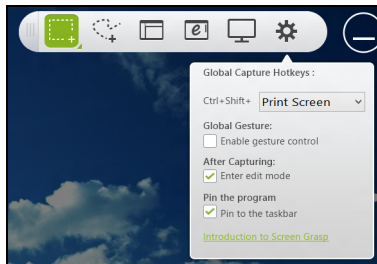 Global Capture Hotkeys :
Ctrl+Shift+ Print Screen
Global Gesture:
Enable gesture control
After Capturing:
Enter edit mode
Pin the program
Pin to the taskbar
Introduction to Screen Grasp